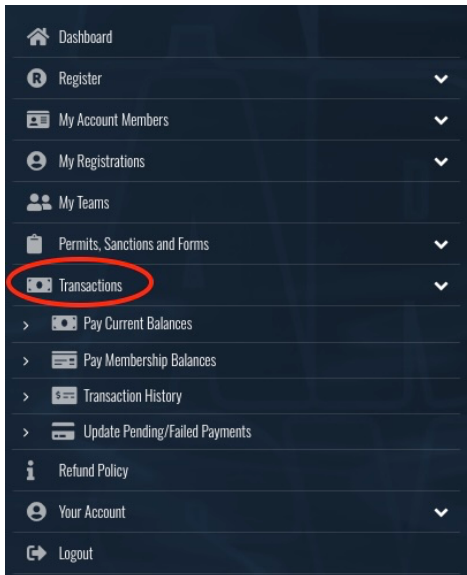 Dashboard
Register
My Account Members
My Registrations
My Teams
Permits, Sanctions and Forms
Transactions
Pay Current Balances
Pay Membership Balances
Transaction History
Update Pending/Failed Payments
Refund Policy
Your Account
Logout